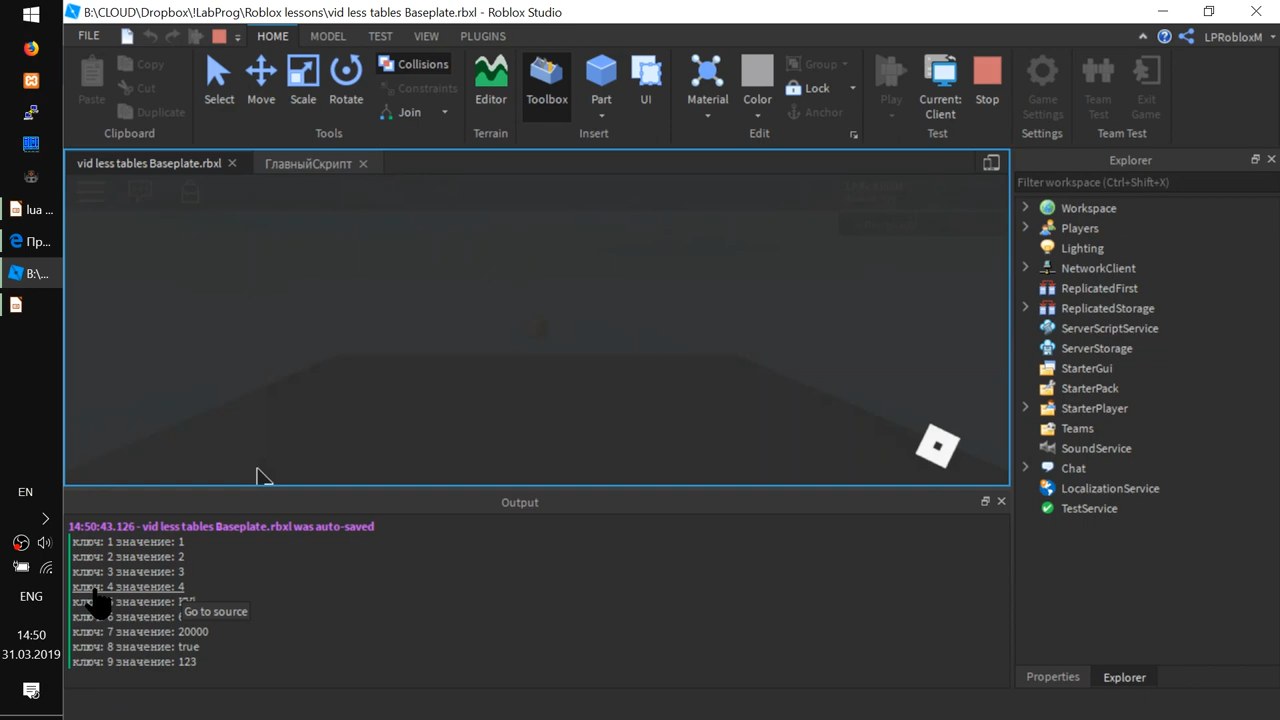 B:\CLOUD\Dropbox\!LabProg\Roblox lessons\vid less tables Baseplate.rbxl - Roblox Studio
FILE HOME MODEL TEST VIEW PLUGINS LPRobloxM
Copy
Cut
Duplicate
Paste
Clipboard
Select Move Scale Rotate
Collisions
Constraints
Join
Tools
Editor
Terrain
Toolbox Part UI
Insert
Material Color
Group
Lock
Anchor
Edit
Play
Current:
Client
Stop
Test
Game
Settings
Settings
Team
Test
Exit
Game
Team Test
vid less tables Baseplate.rbxl
ГлавныйСкрипт
Explorer
Filter workspace (Ctrl+Shift+X)
Workspace
Players
Lighting
NetworkClient
ReplicatedFirst
ReplicatedStorage
ServerScriptService
ServerStorage
StarterGui
StarterPack
StarterPlayer
Teams
SoundService
Chat
LocalizationService
TestService
Properties
Explorer
Output
14:50:43.126 - vid less tables Baseplate.rbxl was auto-saved
ключ: 1 значение: 1
ключ: 2 значение: 2
ключ: 3 значение: 3
ключ: 4 значение: 4
значение:
значение:
ключ: 7 значение: 20000
ключ: 8 значение: true
ключ: 9 значение: 123
Go to source
lua ...
Пр...
B:\...
EN
ENG
14:50
31.03.2019